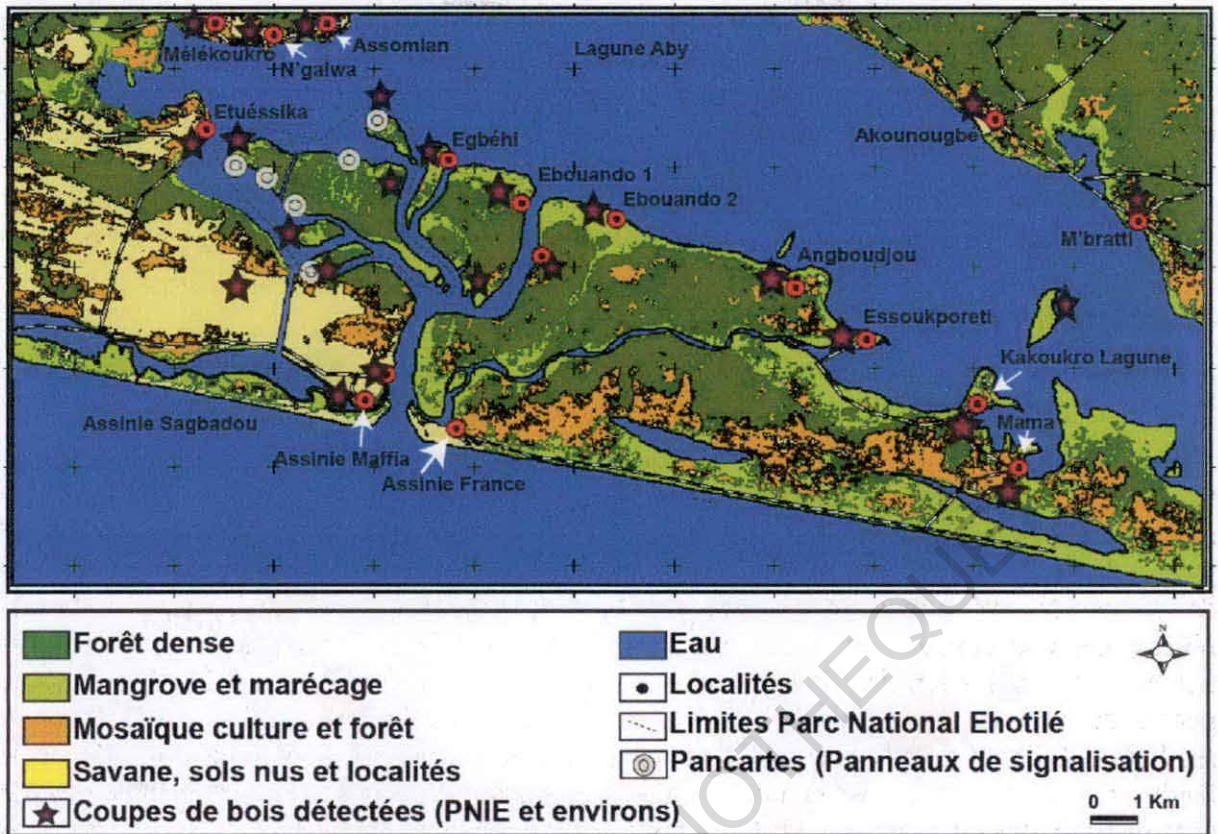 Mélékoukro
N'galwa
Assomlan
Lagune Aby
Etuéssika
Egbéhi
Akounougbe
Ebouando 1
Ebouando 2
M'bratti
Angboudjou
Essoukporeti
Kakoukro Lagune
Assinie Sagbadou
Mama
Assinie Maffia
Assinie France
Forêt dense
Mangrove et marécage
Mosaïque culture et forêt
Savane, sols nus et localités
Coupes de bois détectées (PNIE et environs)
Eau
Localités
Limites Parc National Ehotilé
Pancartes (Panneaux de signalisation)
N
0 1 Km